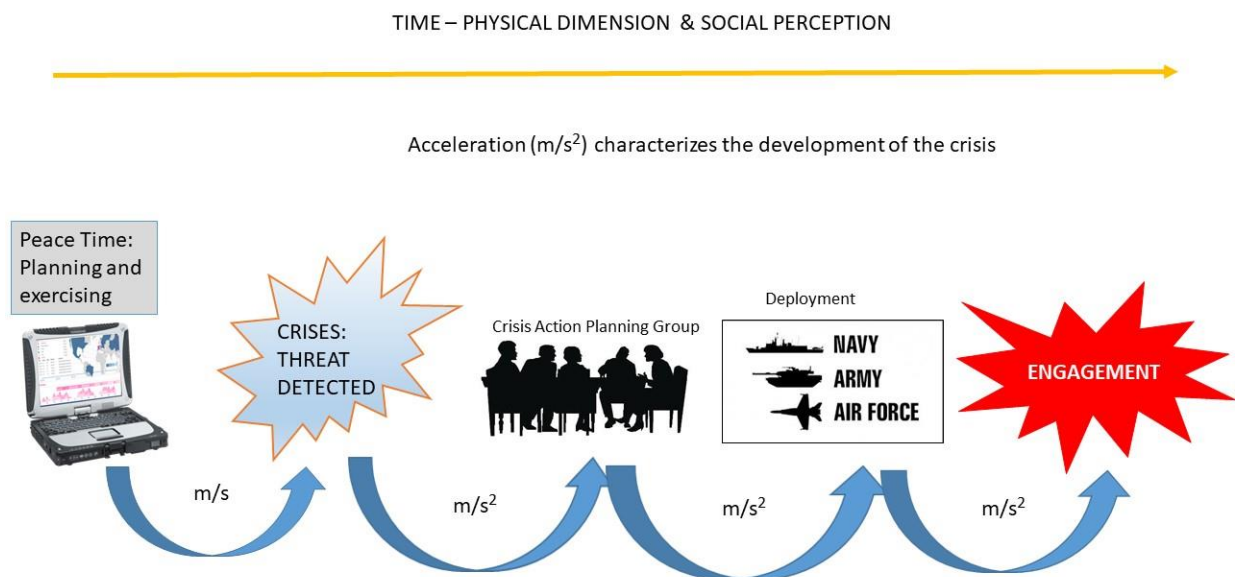 TIME – PHYSICAL DIMENSION & SOCIAL PERCEPTION
Acceleration (m/s²) characterizes the development of the crisis
Peace Time:
Planning and
exercising
CRISES:
THREAT
DETECTED
Crisis Action Planning Group
Deployment
NAVY
ARMY
AIR FORCE
ENGAGEMENT
m/s
m/s²
m/s²
m/s²